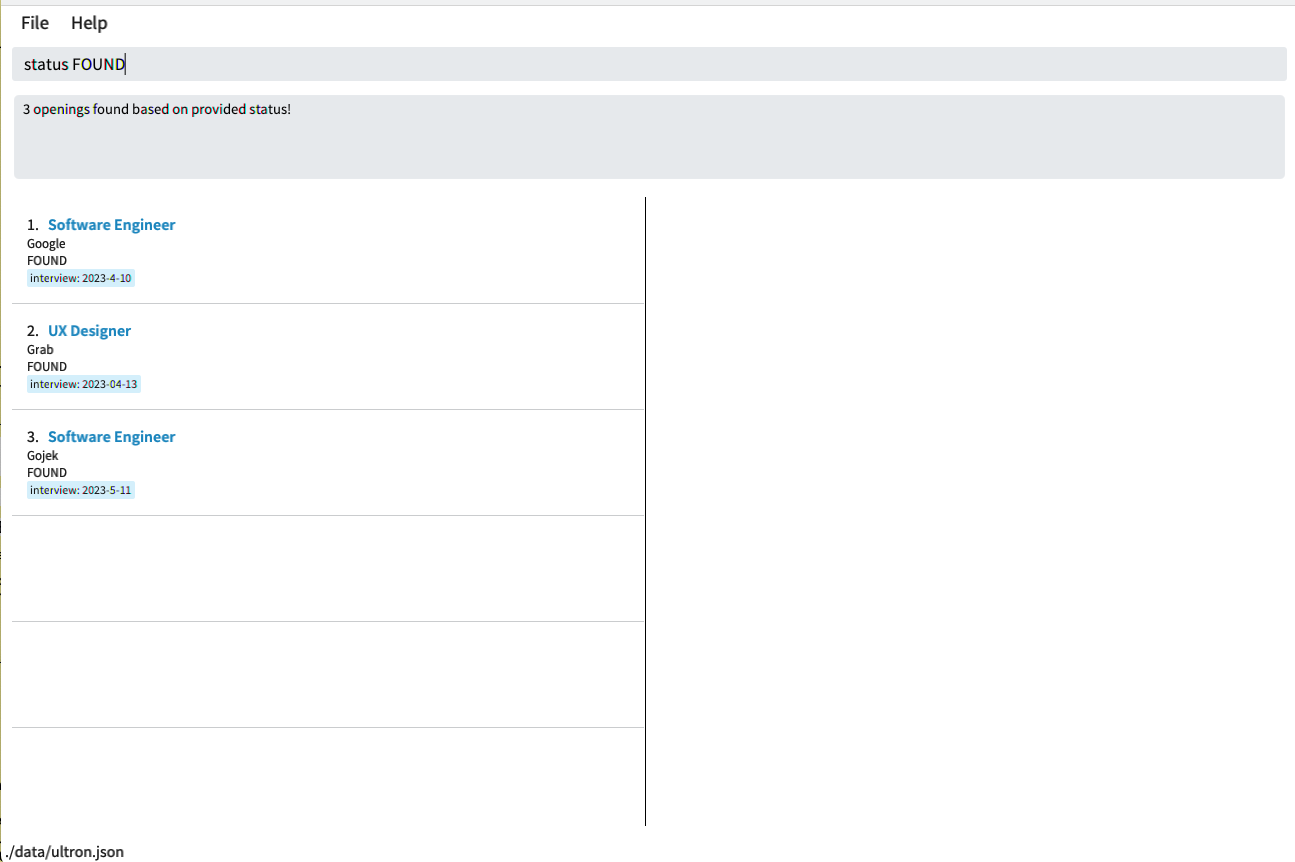 File Help
status FOUND
3 openings found based on provided status!
1. Software Engineer
Google
FOUND
interview: 2023-4-10
2. UX Designer
Grab
FOUND
interview: 2023-04-13
3. Software Engineer
Gojek
FOUND
interview: 2023-5-11
./data/ultron.json